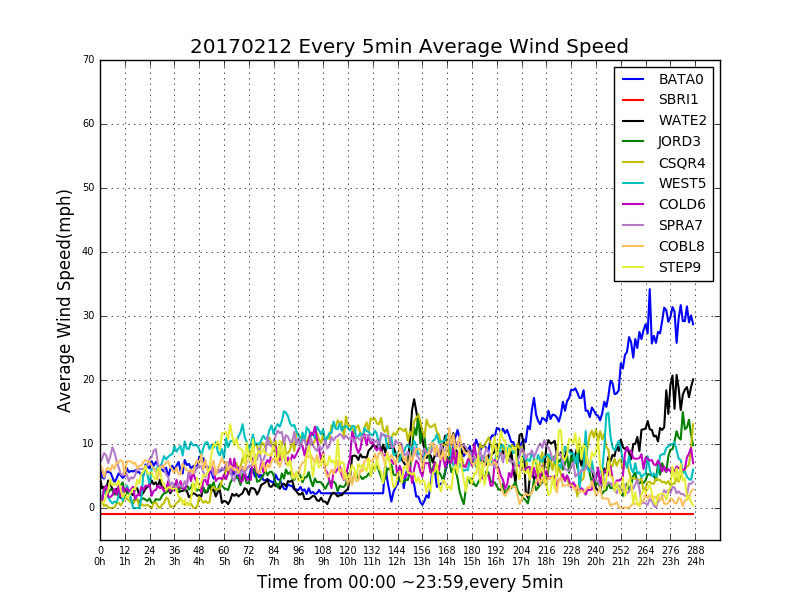 20170212 Every 5min Average Wind Speed
70
60
50
40
30
20
10
0
Average Wind Speed(mph)
BATA0
SBRI1
WATE2
JORD3
CSQR4
WEST5
COLD6
SPRA7
COBL8
STEP9
0 12 24 36 48 60 72 84 96 108 120 132 144 156 168 180 192 204 216 228 240 252 264 276 288
0h 1h 2h 3h 4h 5h 6h 7h 8h 9h 10h 11h 12h 13h 14h 15h 16h 17h 18h 19h 20h 21h 22h 23h 24h
Time from 00:00 ~23:59,every 5min